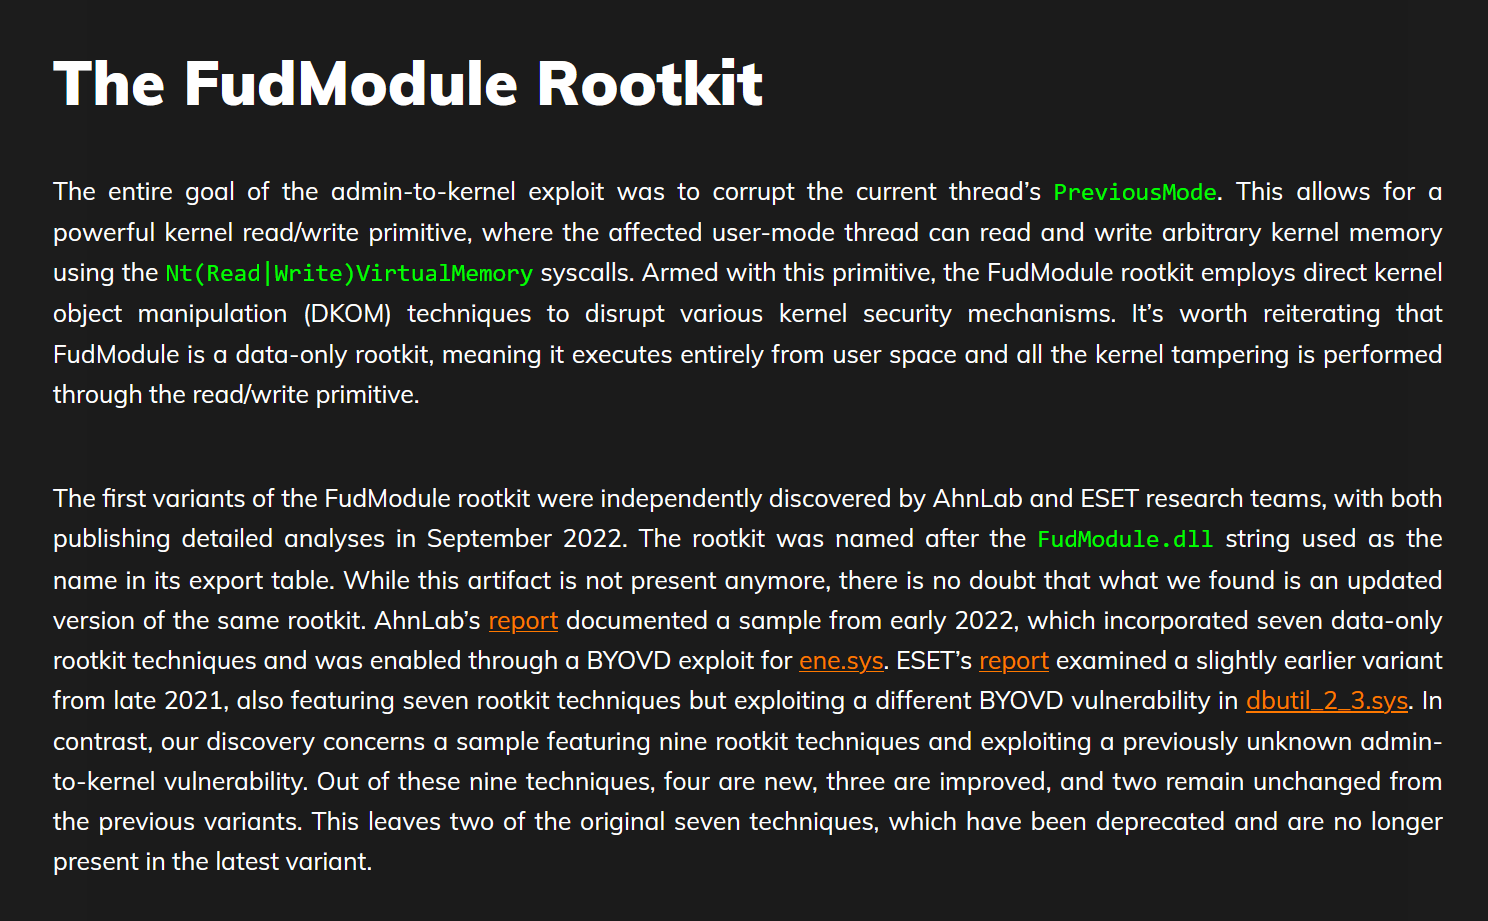 The FudModule Rootkit
The entire goal of the admin-to-kernel exploit was to corrupt the current thread’s PreviousMode. This allows for a
powerful kernel read/write primitive, where the affected user-mode thread can read and write arbitrary kernel memory
using the Nt(Read|Write)VirtualMemory syscalls. Armed with this primitive, the FudModule rootkit employs direct kernel
object manipulation (DKOM) techniques to disrupt various kernel security mechanisms. It’s worth reiterating that
FudModule is a data-only rootkit, meaning it executes entirely from user space and all the kernel tampering is performed
through the read/write primitive.
The first variants of the FudModule rootkit were independently discovered by AhnLab and ESET research teams, with both
publishing detailed analyses in September 2022. The rootkit was named after the FudModule.dll string used as the
name in its export table. While this artifact is not present anymore, there is no doubt that what we found is an updated
version of the same rootkit. AhnLab’s report documented a sample from early 2022, which incorporated seven data-only
rootkit techniques and was enabled through a BYOVD exploit for ene.sys. ESET’s report examined a slightly earlier variant
from late 2021, also featuring seven rootkit techniques but exploiting a different BYOVD vulnerability in dbutil_2_3.sys. In
contrast, our discovery concerns a sample featuring nine rootkit techniques and exploiting a previously unknown admin-
to-kernel vulnerability. Out of these nine techniques, four are new, three are improved, and two remain unchanged from
the previous variants. This leaves two of the original seven techniques, which have been deprecated and are no longer
present in the latest variant.